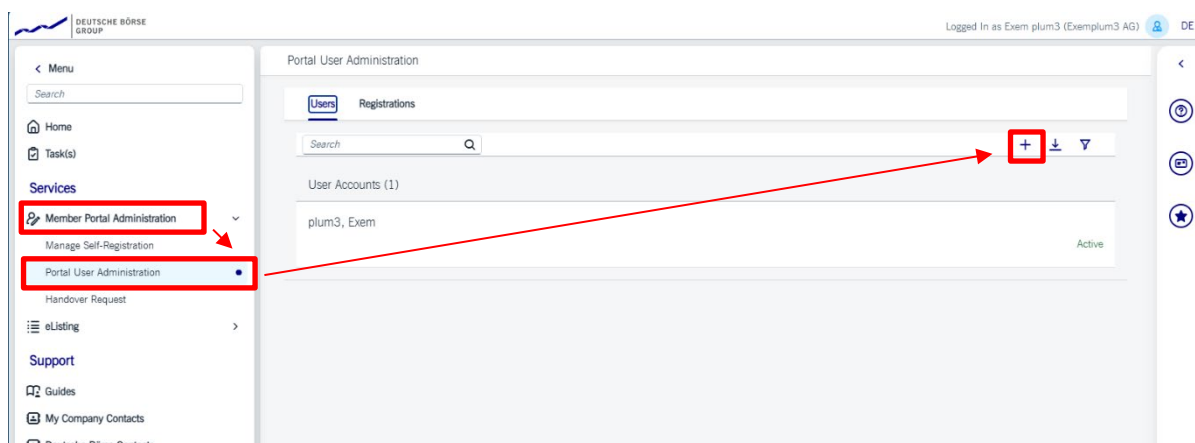 DEUTSCHE BÖRSE
GROUP
Logged In as Exem plum3 (Exemplum3 AG)
DE
Menu
Search
Home
Task(s)
Services
Member Portal Administration
Manage Self-Registration
Portal User Administration
Handover Request
eListing
Support
Guides
My Company Contacts
Portal User Administration
Users Registrations
Search
User Accounts (1)
plum3, Exem
Active